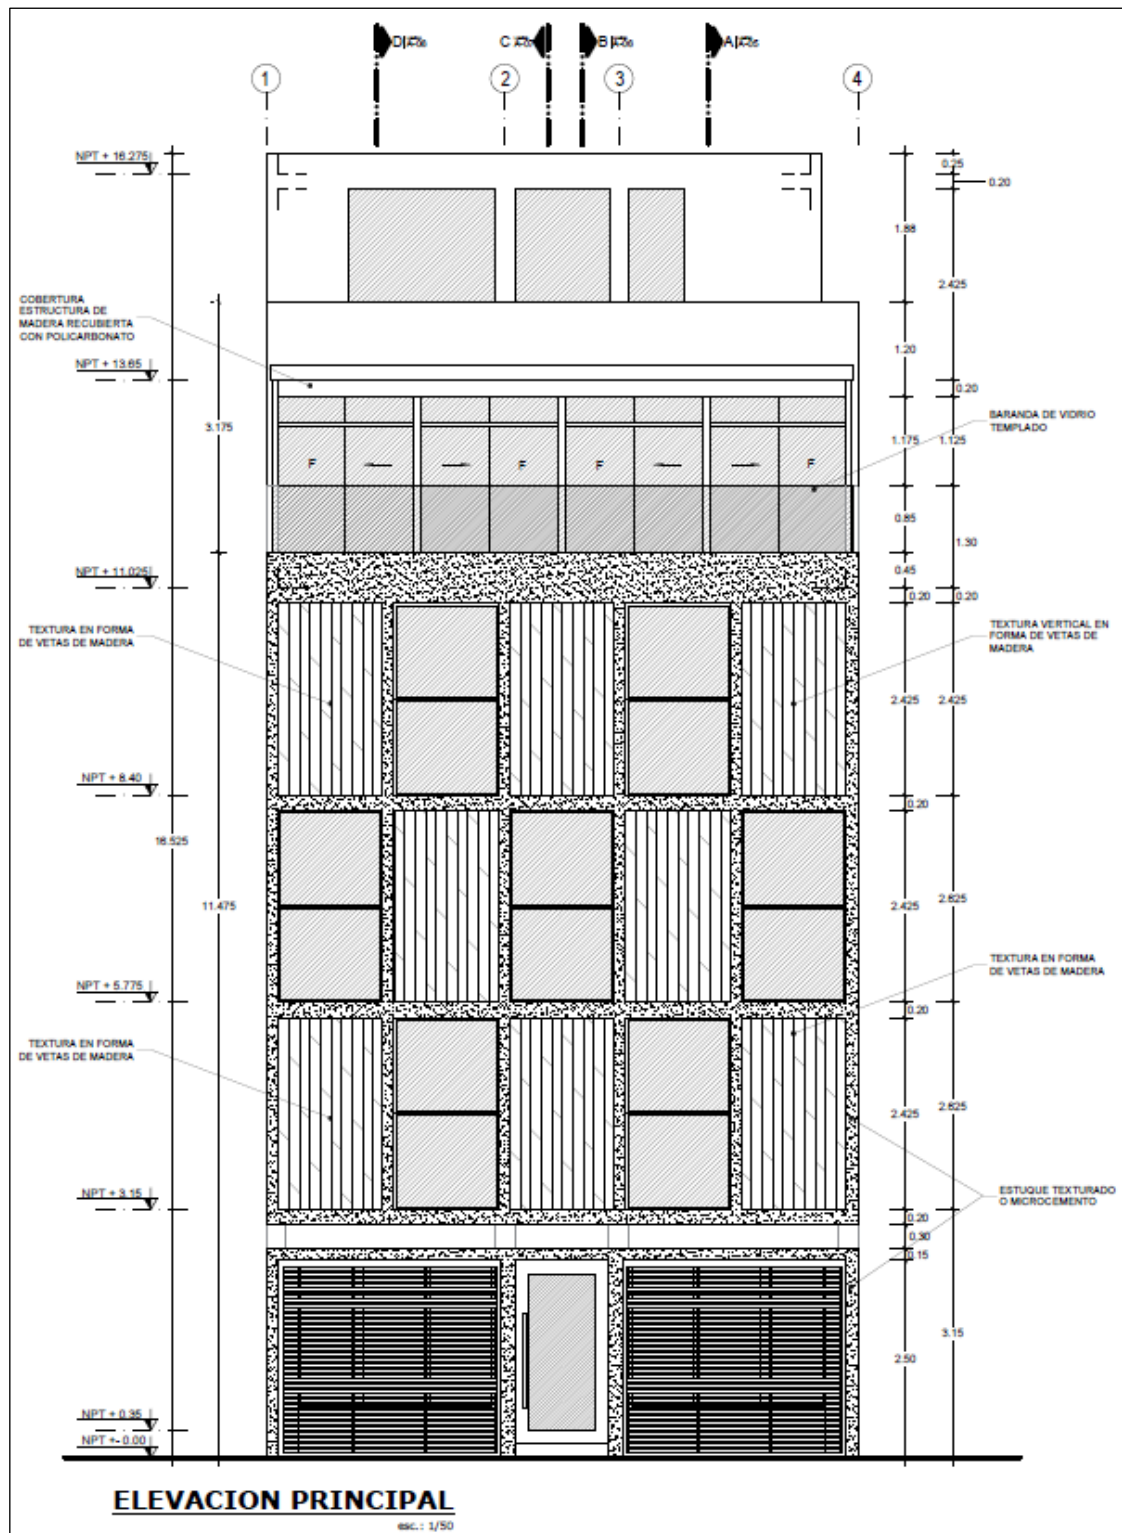 D
C
B
A
1
2
3
4
NPT + 16.275
0.25
0.20
1.88
2.425
COBERTURA
ESTRUCTURA DE
MADERA RECUBIERTA
CON POLICARBONATO
NPT + 13.65
1.20
0.20
3.175
BARANDA DE VIDRIO
TEMPLADO
1.175
1.125
F
F
F
F
0.85
1.30
NPT + 11.025
0.45
0.20
0.20
TEXTURA EN FORMA
DE VETAS DE MADERA
TEXTURA VERTICAL EN
FORMA DE VETAS DE
MADERA
2.425
2.425
NPT + 8.40
0.20
16.525
11.475
2.425
2.625
TEXTURA EN FORMA
DE VETAS DE MADERA
NPT + 5.775
0.20
TEXTURA EN FORMA
DE VETAS DE MADERA
2.425
2.625
NPT + 3.15
ESTUQUE TEXTURADO
O MICROCEMENTO
0.20
0.30
0.15
3.15
2.50
NPT + 0.35
NPT +- 0.00
ELEVACION PRINCIPAL
esc.: 1/50